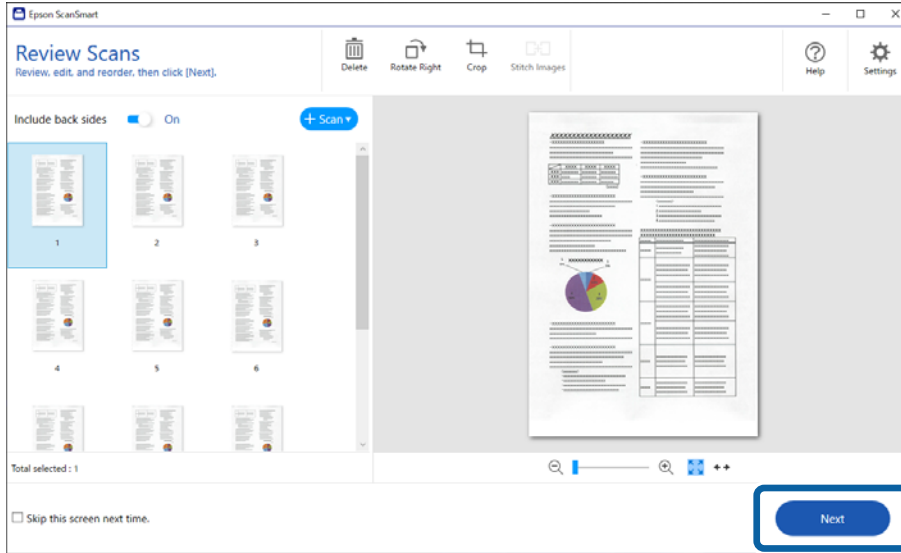 Epson ScanSmart
Review Scans
Review, edit, and reorder, then click [Next].
Delete
Rotate Right
Crop
Stitch Images
Help
Settings
Include back sides
On
+ Scan
1
2
3
4
5
6
Total selected : 1
Skip this screen next time.
Next